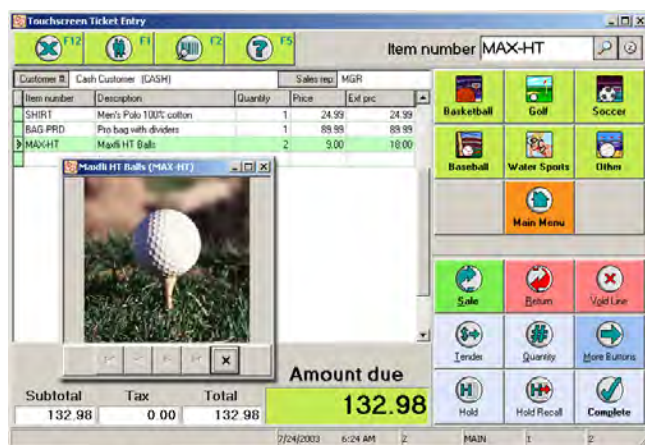 Touchscreen Ticket Entry
F12 F1 F2 F5
Item number MAX-HT
Customer #: Cash Customer (CASH) Sales rep MGR
Item number Description Quantity Price Ext prc
SHIRT Men's Polo 100% cotton 1 24.99 24.99
BAG-PRD Pro bag with dividers 1 89.99 89.99
MAX-HT Maxfli HT Balls 2 9.00 18.00
Maxfli HT Balls (MAX-HT)
Basketball Golf Soccer
Baseball Water Sports Other
Main Menu
Sale Return Void Line
Tender Quantity More Buttons
Hold Hold Recall Complete
Amount due
132.98
Subtotal Tax Total
132.98 0.00 132.98
7/24/2003 6:24 AM 2 MAIN 1 2